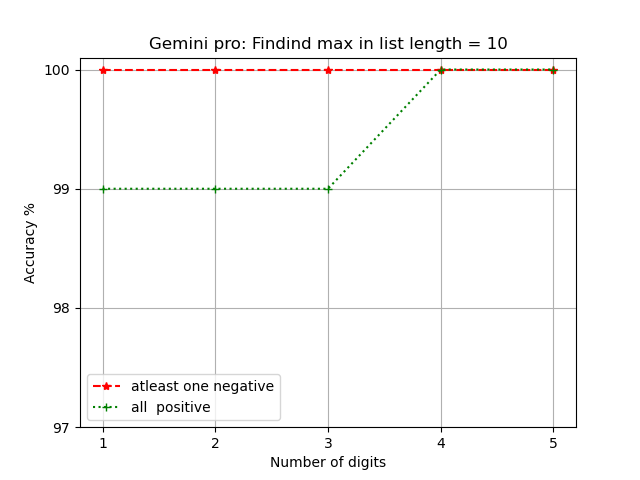 Gemini pro: Findind max in list length = 10
100
99
98
97
Accuracy %
atleast one negative
all  positive
1 2 3 4 5
Number of digits